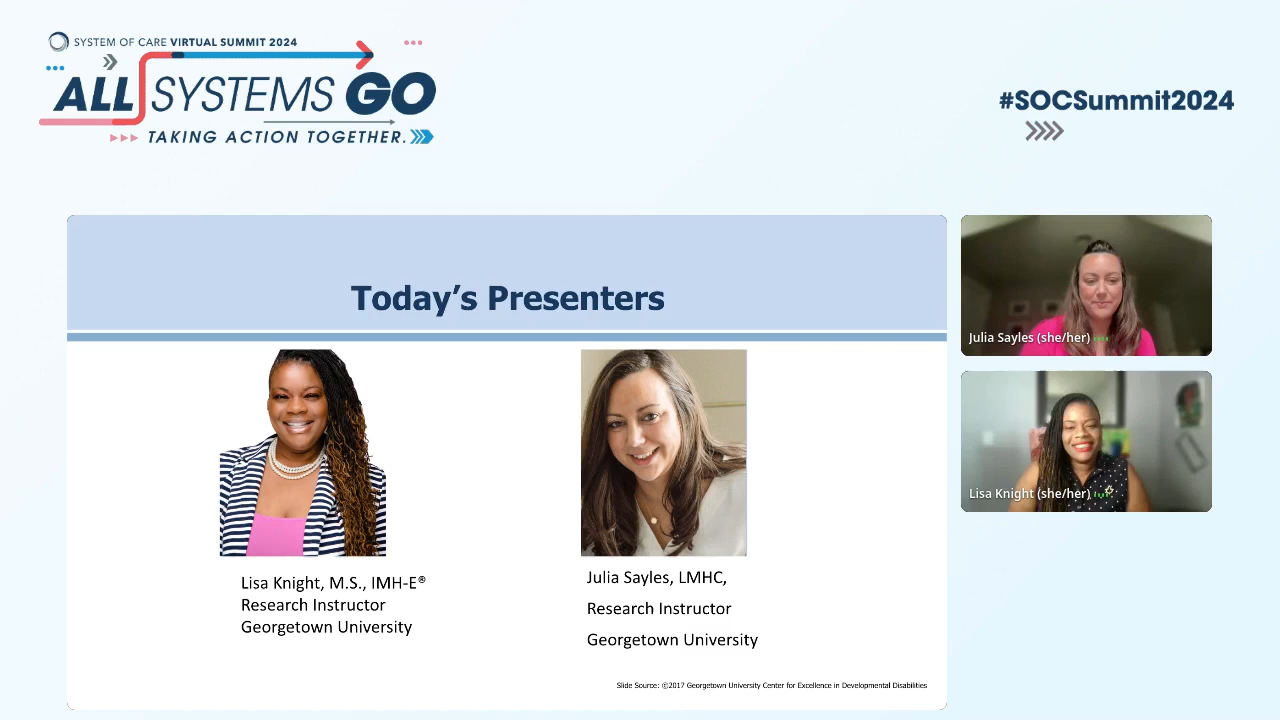 SYSTEM OF CARE VIRTUAL SUMMIT 2024
ALL SYSTEMS GO
TAKING ACTION TOGETHER.
#SOCSummit2024
Today’s Presenters
Lisa Knight, M.S., IMH-E®
Research Instructor
Georgetown University
Julia Sayles, LMHC,
Research Instructor
Georgetown University
Slide Source: ©2017 Georgetown University Center for Excellence in Developmental Disabilities
Julia Sayles (she/her)
Lisa Knight (she/her)